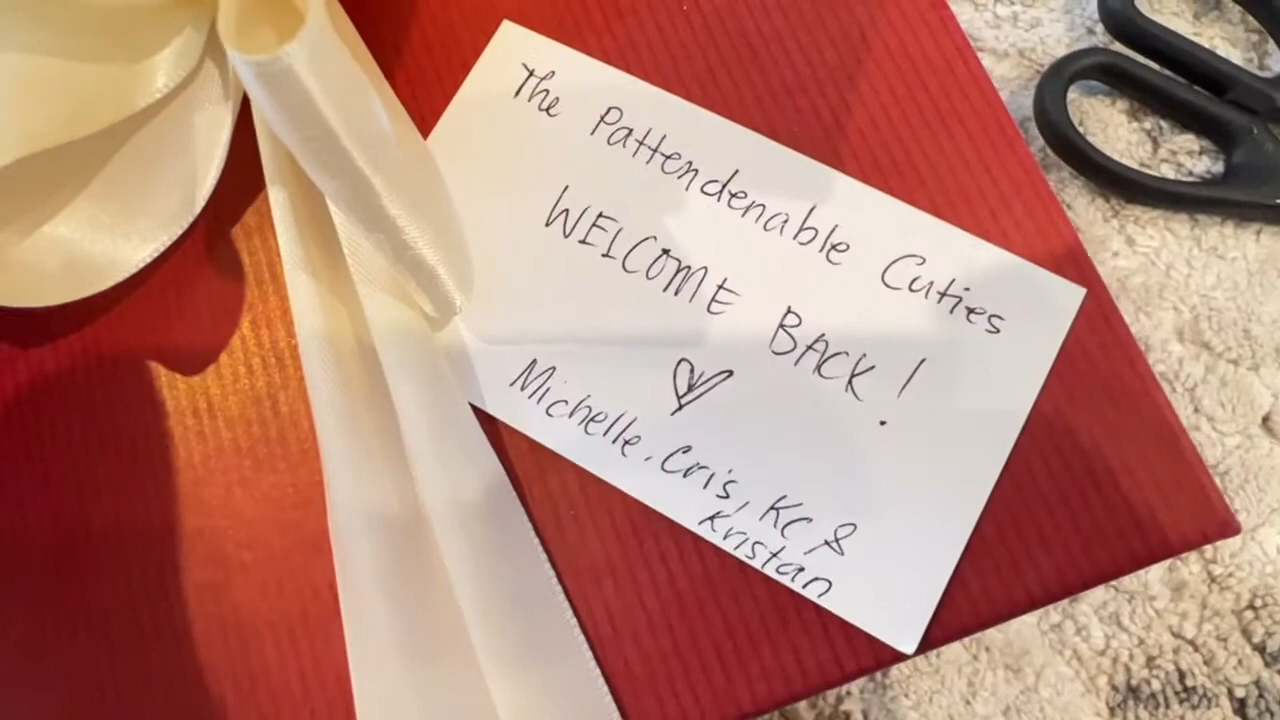 The Pattendenable Cuties
WELCOME BACK!
Michelle, Cris, KC &
Kristan